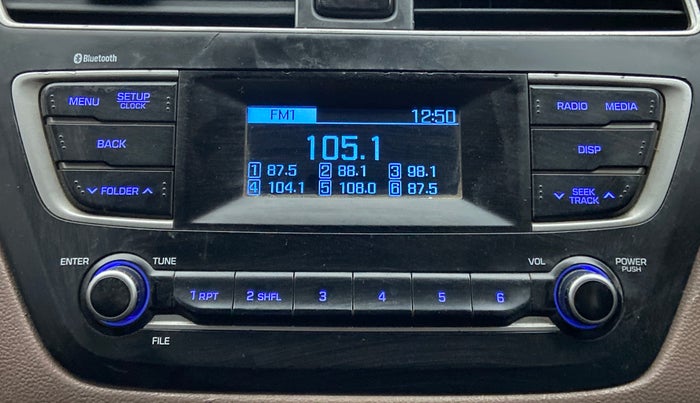 Bluetooth
MENU SETUP CLOCK
BACK
FOLDER
FM1 12:50
105.1
1 87.5 2 88.1 3 98.1
4 104.1 5 108.0 6 87.5
RADIO MEDIA
DISP
SEEK TRACK
ENTER TUNE
FILE
1 RPT 2 SHFL 3 4 5 6
VOL POWER PUSH